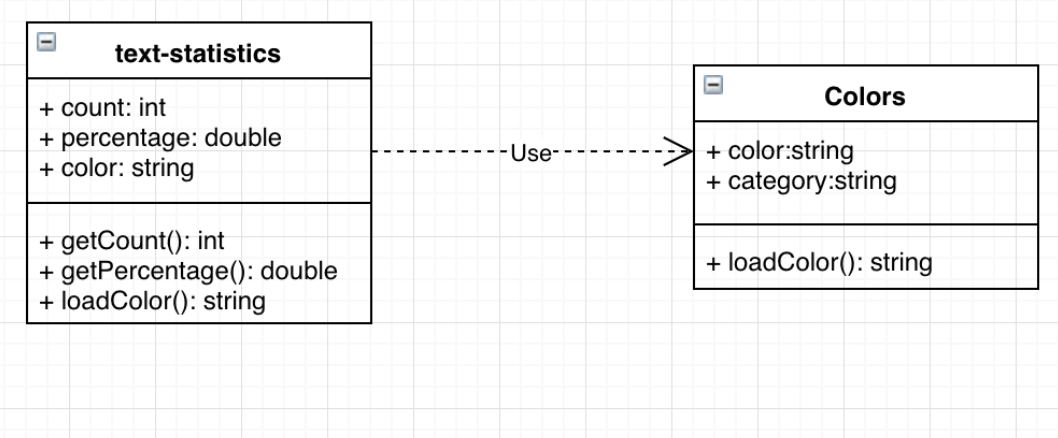 text-statistics
+ count: int
+ percentage: double
+ color: string
+ getCount(): int
+ getPercentage(): double
+ loadColor(): string
Use
Colors
+ color:string
+ category:string
+ loadColor(): string